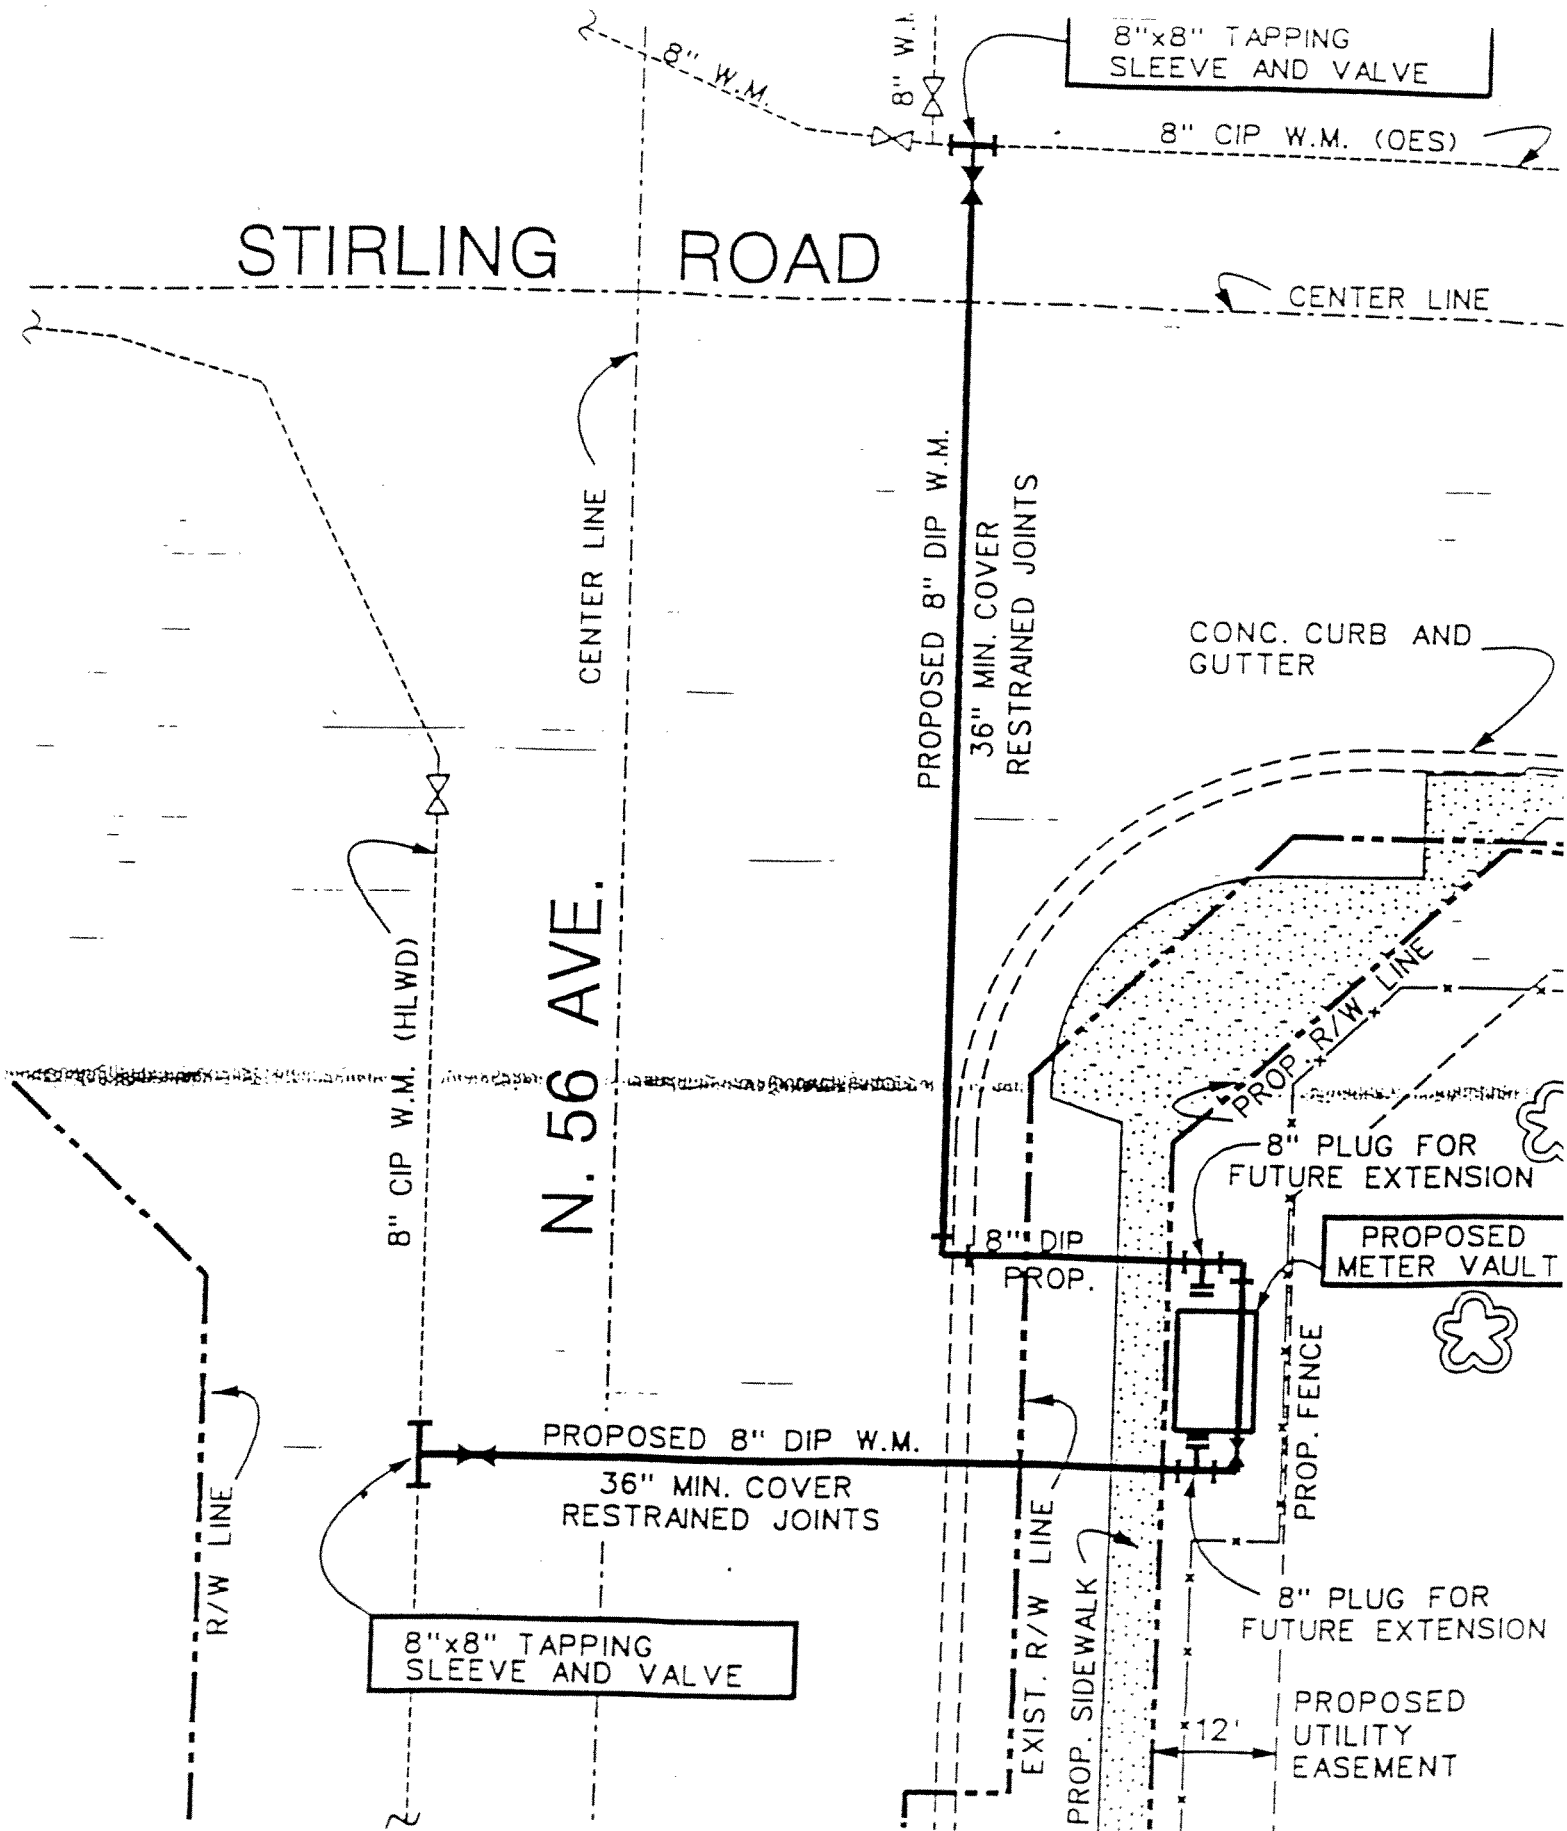 8" W.M.
8" W.M
8"x8" TAPPING
SLEEVE AND VALVE
8" CIP W.M. (OES)
STIRLING ROAD
CENTER LINE
CENTER LINE
PROPOSED 8" DIP W.M.
36" MIN. COVER
RESTRAINED JOINTS
CONC. CURB AND
GUTTER
N. 56 AVE.
8" CIP W.M. (HLWD)
PROP. R/W LINE
8" PLUG FOR
FUTURE EXTENSION
8" DIP
PROP.
PROPOSED
METER VAULT
PROP. FENCE
PROPOSED 8" DIP W.M.
36" MIN. COVER
RESTRAINED JOINTS
R/W LINE
EXIST. R/W LINE
PROP. SIDEWALK
8" PLUG FOR
FUTURE EXTENSION
8"x8" TAPPING
SLEEVE AND VALVE
12'
PROPOSED
UTILITY
EASEMENT